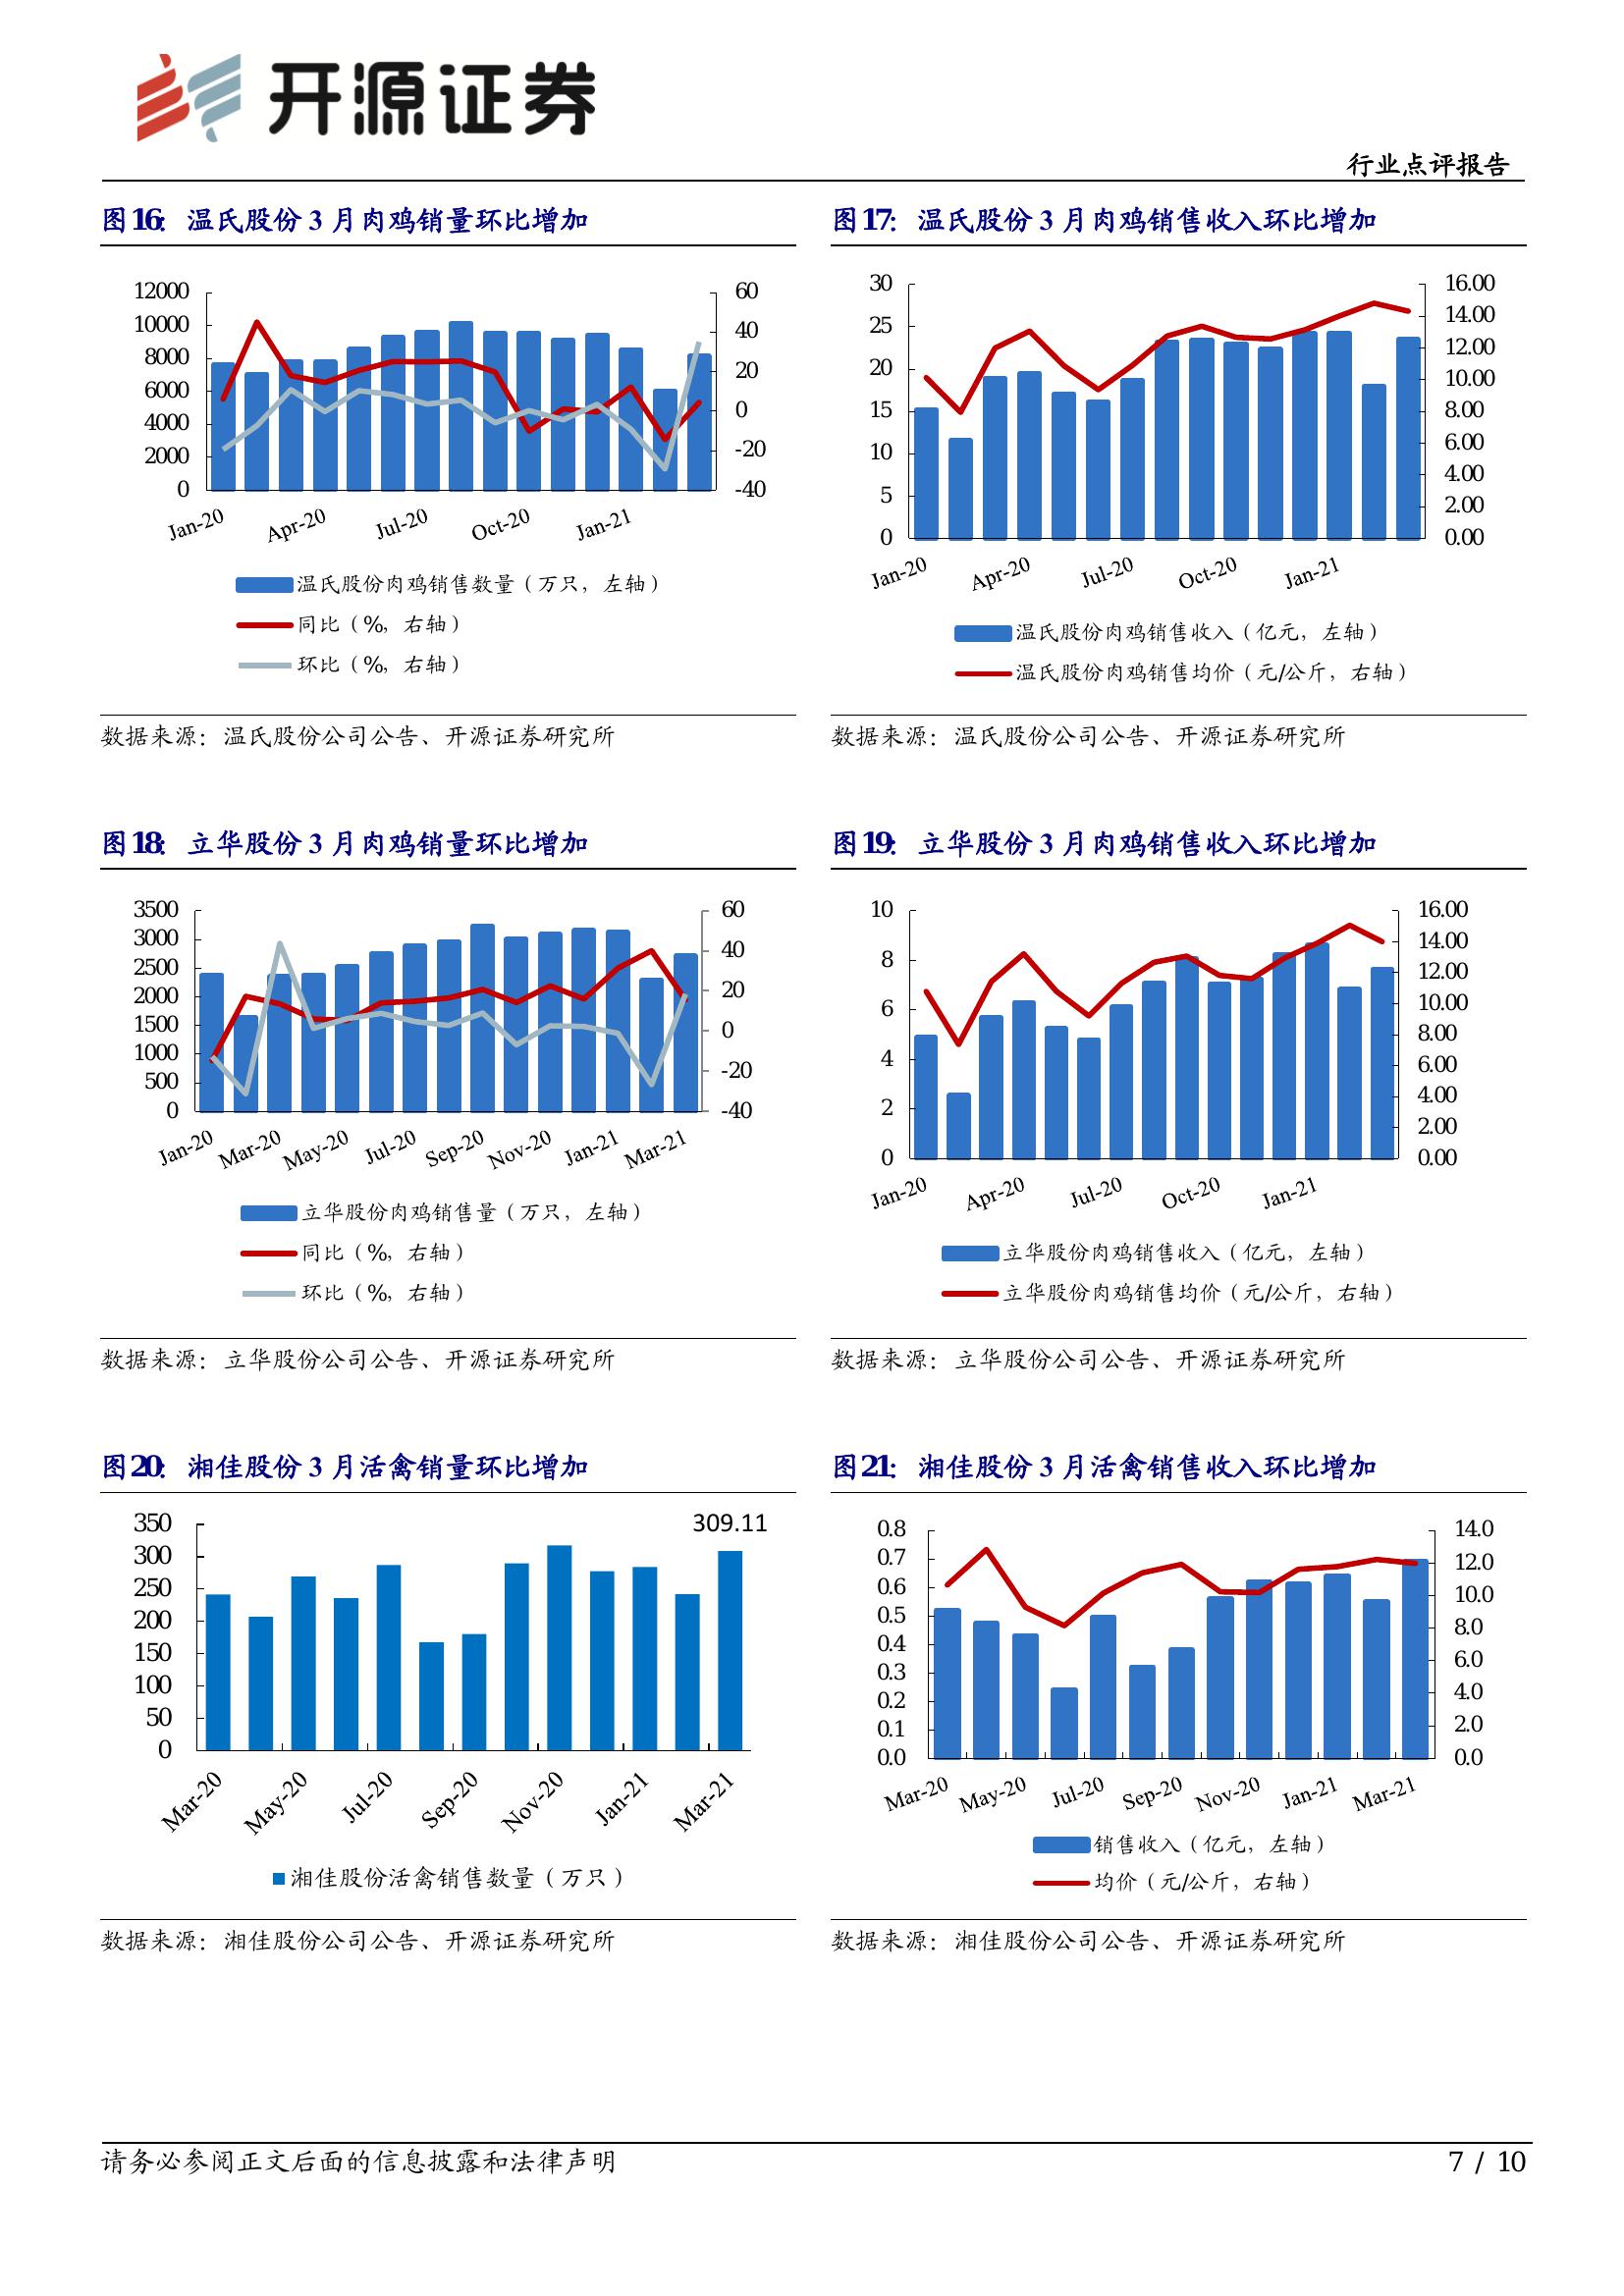 开源证券
行业点评报告
图16：温氏股份 3 月肉鸡销量环比增加
12000
10000
8000
6000
4000
2000
0
60
40
20
0
-20
-40
Jan-20 Apr-20 Jul-20 Oct-20 Jan-21
温氏股份肉鸡销售数量（万只，左轴）
同比（%，右轴）
环比（%，右轴）
数据来源：温氏股份公司公告、开源证券研究所
图17：温氏股份 3 月肉鸡销售收入环比增加
30
25
20
15
10
5
0
16.00
14.00
12.00
10.00
8.00
6.00
4.00
2.00
0.00
Jan-20 Apr-20 Jul-20 Oct-20 Jan-21
温氏股份肉鸡销售收入（亿元，左轴）
温氏股份肉鸡销售均价（元/公斤，右轴）
数据来源：温氏股份公司公告、开源证券研究所
图18：立华股份 3 月肉鸡销量环比增加
3500
3000
2500
2000
1500
1000
500
0
60
40
20
0
-20
-40
Jan-20 Mar-20 May-20 Jul-20 Sep-20 Nov-20 Jan-21 Mar-21
立华股份肉鸡销售量（万只，左轴）
同比（%，右轴）
环比（%，右轴）
数据来源：立华股份公司公告、开源证券研究所
图19：立华股份 3 月肉鸡销售收入环比增加
10
8
6
4
2
0
16.00
14.00
12.00
10.00
8.00
6.00
4.00
2.00
0.00
Jan-20 Apr-20 Jul-20 Oct-20 Jan-21
立华股份肉鸡销售收入（亿元，左轴）
立华股份肉鸡销售均价（元/公斤，右轴）
数据来源：立华股份公司公告、开源证券研究所
图20：湘佳股份 3 月活禽销量环比增加
350
300
250
200
150
100
50
0
309.11
Mar-20 May-20 Jul-20 Sep-20 Nov-20 Jan-21 Mar-21
湘佳股份活禽销售数量（万只）
数据来源：湘佳股份公司公告、开源证券研究所
图21：湘佳股份 3 月活禽销售收入环比增加
0.8
0.7
0.6
0.5
0.4
0.3
0.2
0.1
0.0
14.0
12.0
10.0
8.0
6.0
4.0
2.0
0.0
Mar-20 May-20 Jul-20 Sep-20 Nov-20 Jan-21 Mar-21
销售收入（亿元，左轴）
均价（元/公斤，右轴）
数据来源：湘佳股份公司公告、开源证券研究所
请务必参阅正文后面的信息披露和法律声明
7 / 10